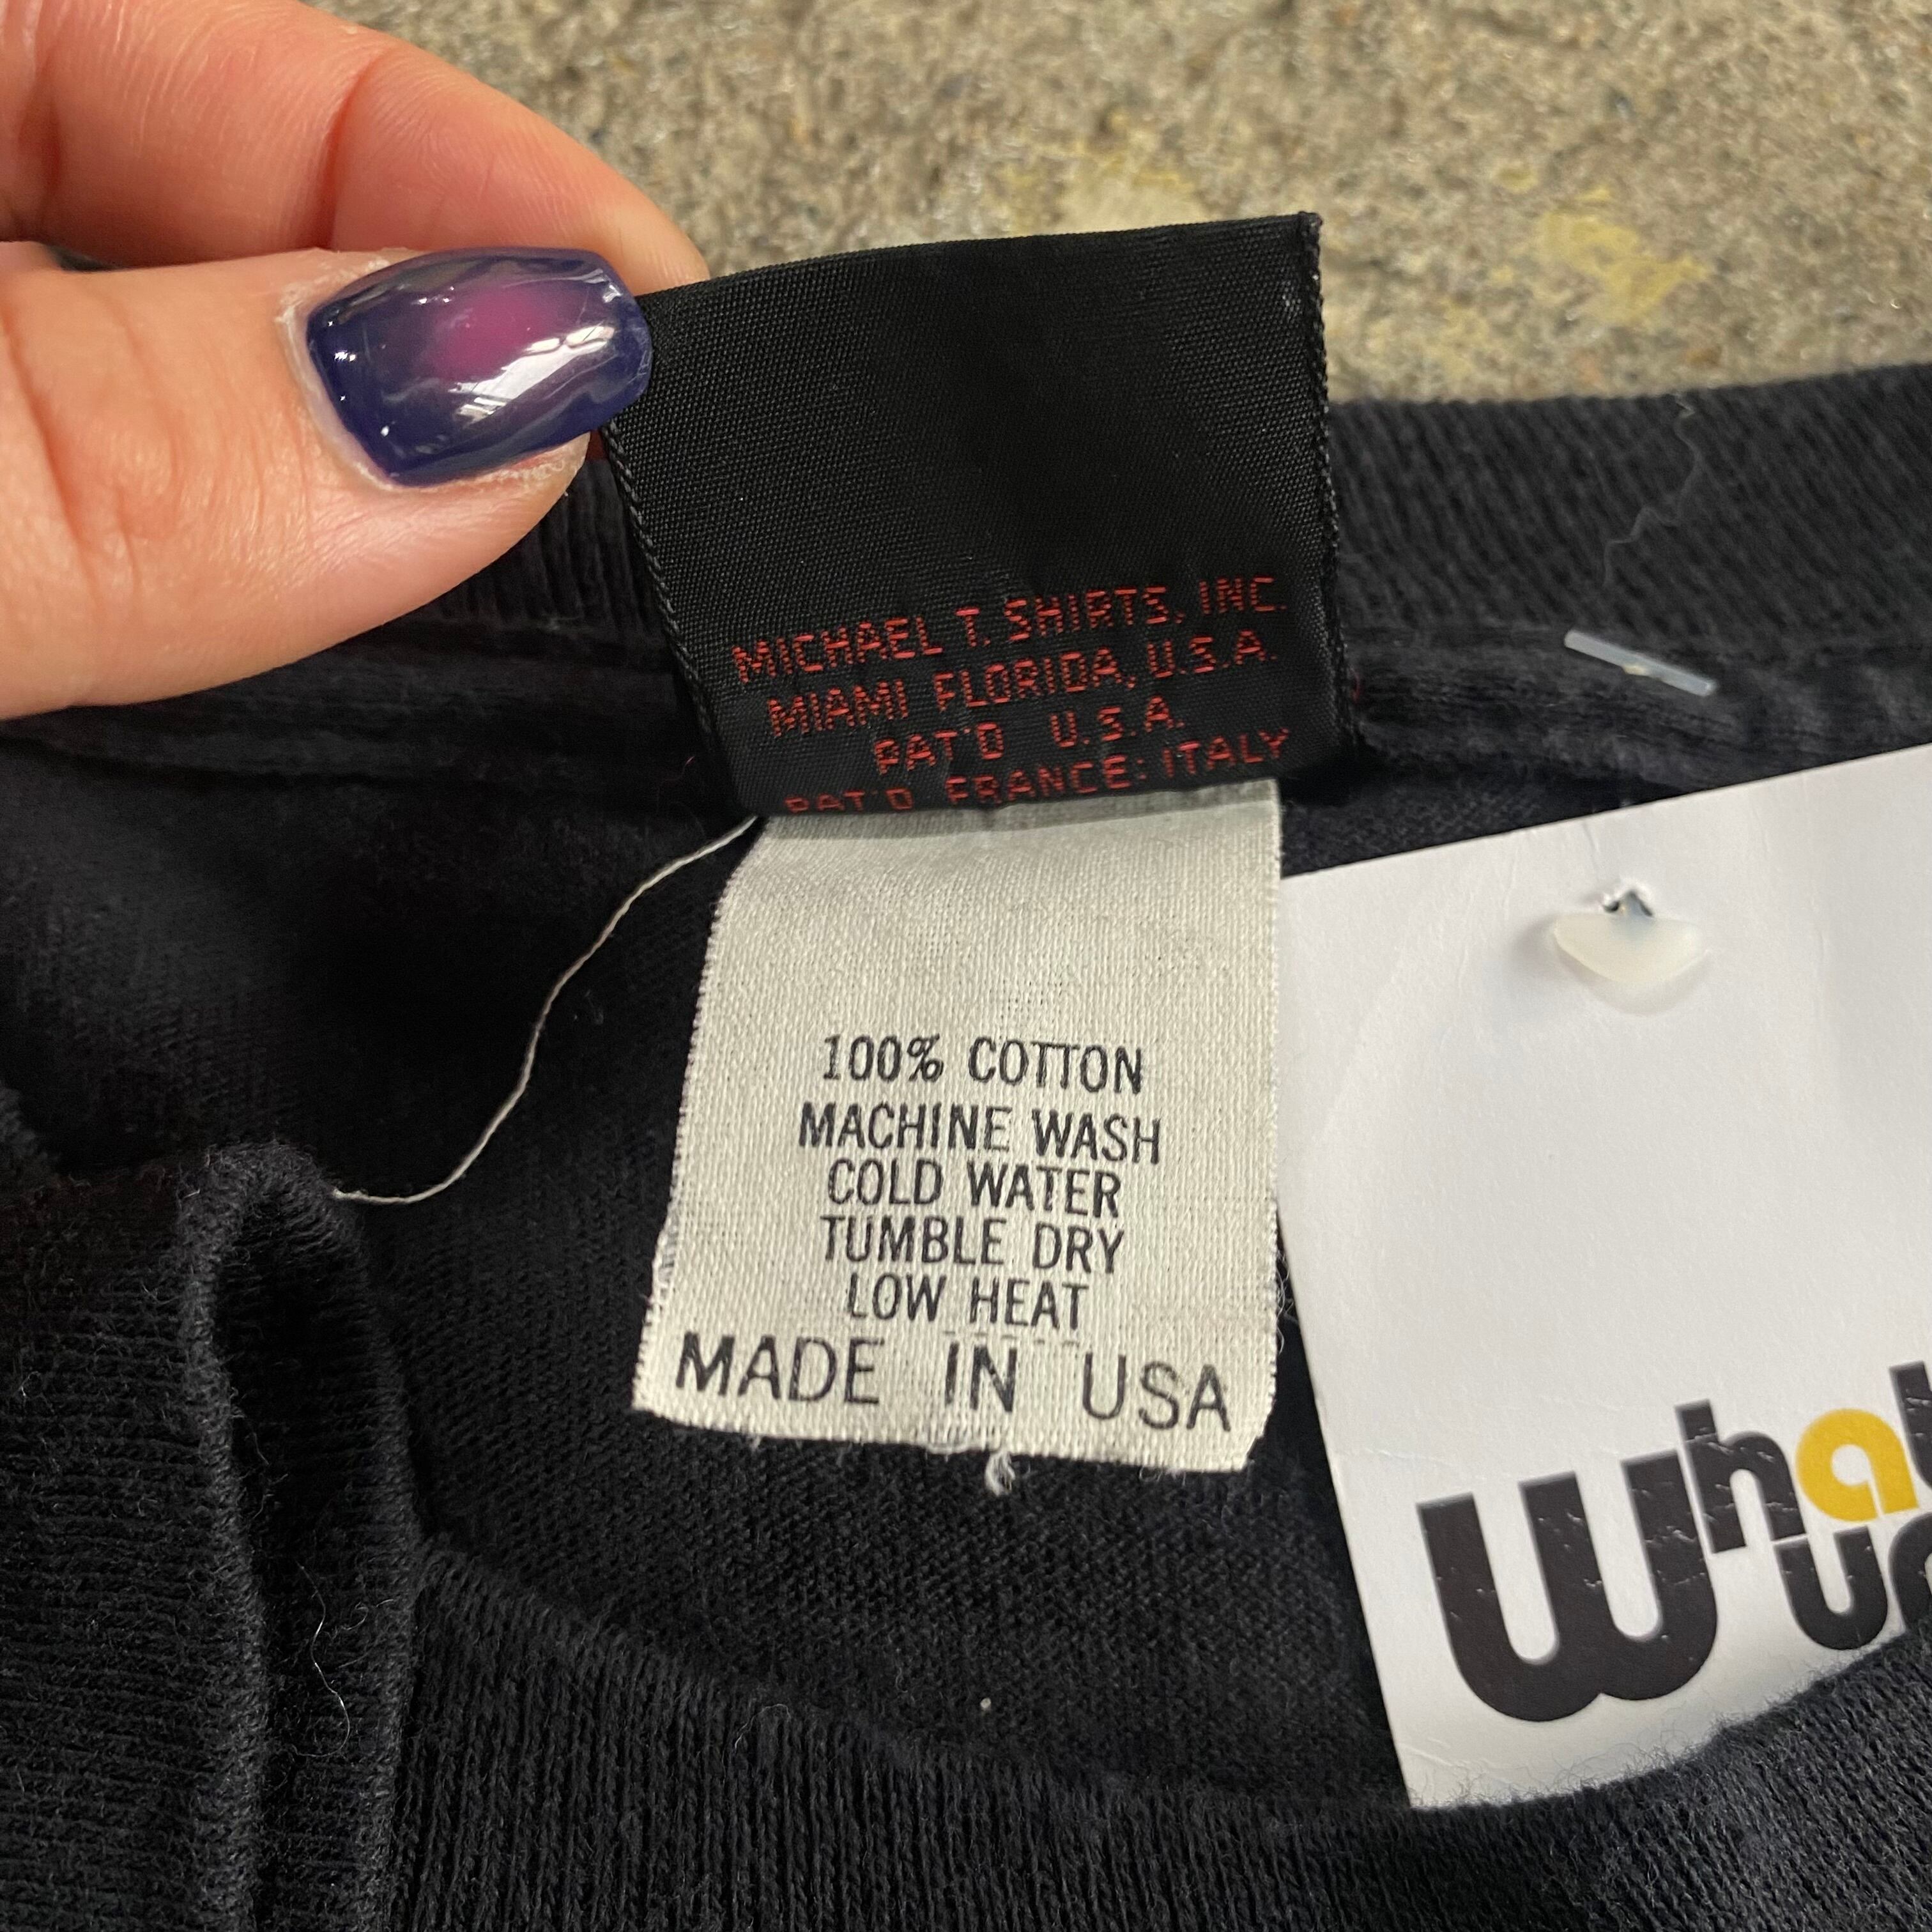 MICHAEL T. SHIRTS, INC.
MIAMI FLORIDA, U.S.A.
PAT'D U.S.A.
PAT'D FRANCE: ITALY
100% COTTON
MACHINE WASH
COLD WATER
TUMBLE DRY
LOW HEAT
MADE IN USA